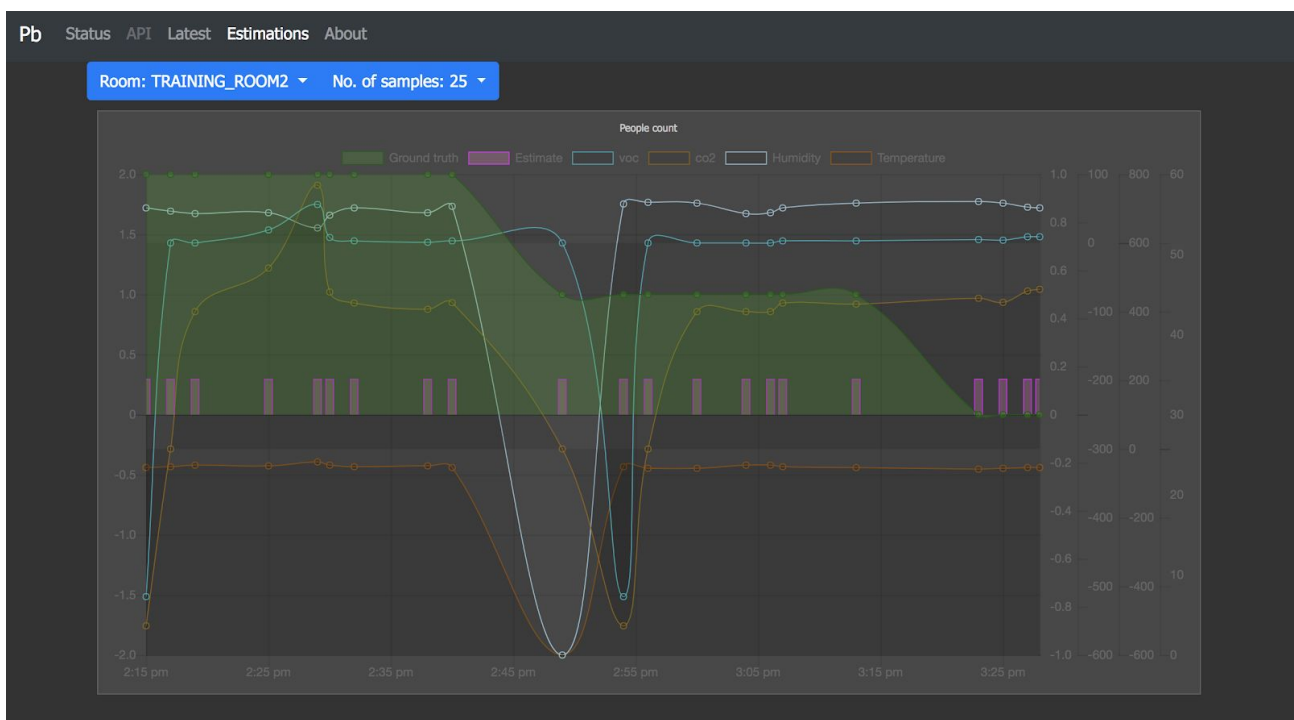 Pb Status API Latest Estimations About
Room: TRAINING_ROOM2 No. of samples: 25
People count
Ground truth Estimate voc co2 Humidity Temperature
2.0 1.0 100 800 60
1.5 0.8 0 600 50
1.0 0.6 -100 400 40
0.5 0.4 -200 200 30
0 0.2 -300 0 20
-0.5 0 -400 -200 10
-1.0 -0.2 -500 -400 0
-1.5 -0.4 -600 -600
-2.0 -0.6
-0.8
-1.0
2:15 pm 2:25 pm 2:35 pm 2:45 pm 2:55 pm 3:05 pm 3:15 pm 3:25 pm